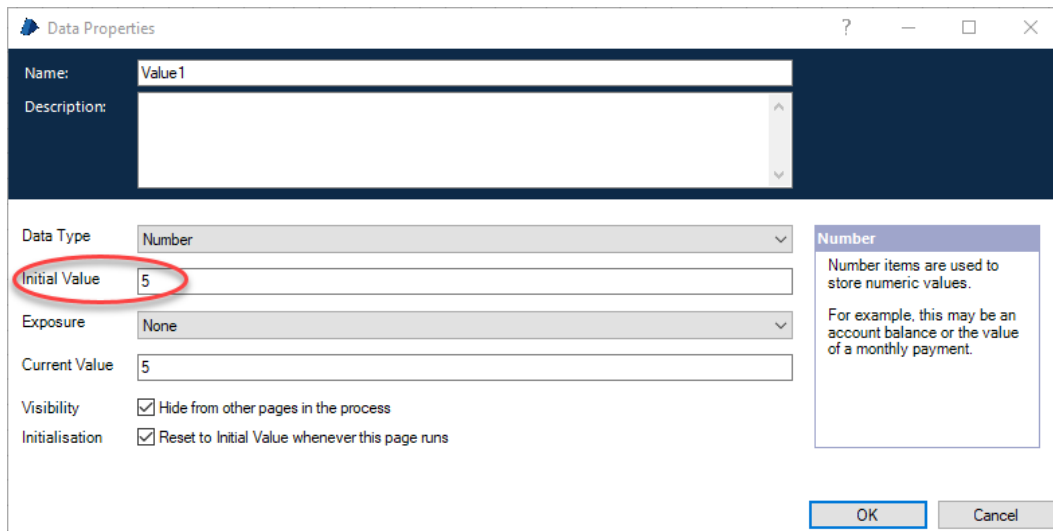 Data Properties
Name: Value1
Description:
Data Type Number
Initial Value 5
Exposure None
Current Value 5
Visibility Hide from other pages in the process
Initialisation Reset to Initial Value whenever this page runs
Number
Number items are used to
store numeric values.
For example, this may be an
account balance or the value
of a monthly payment.
OK Cancel